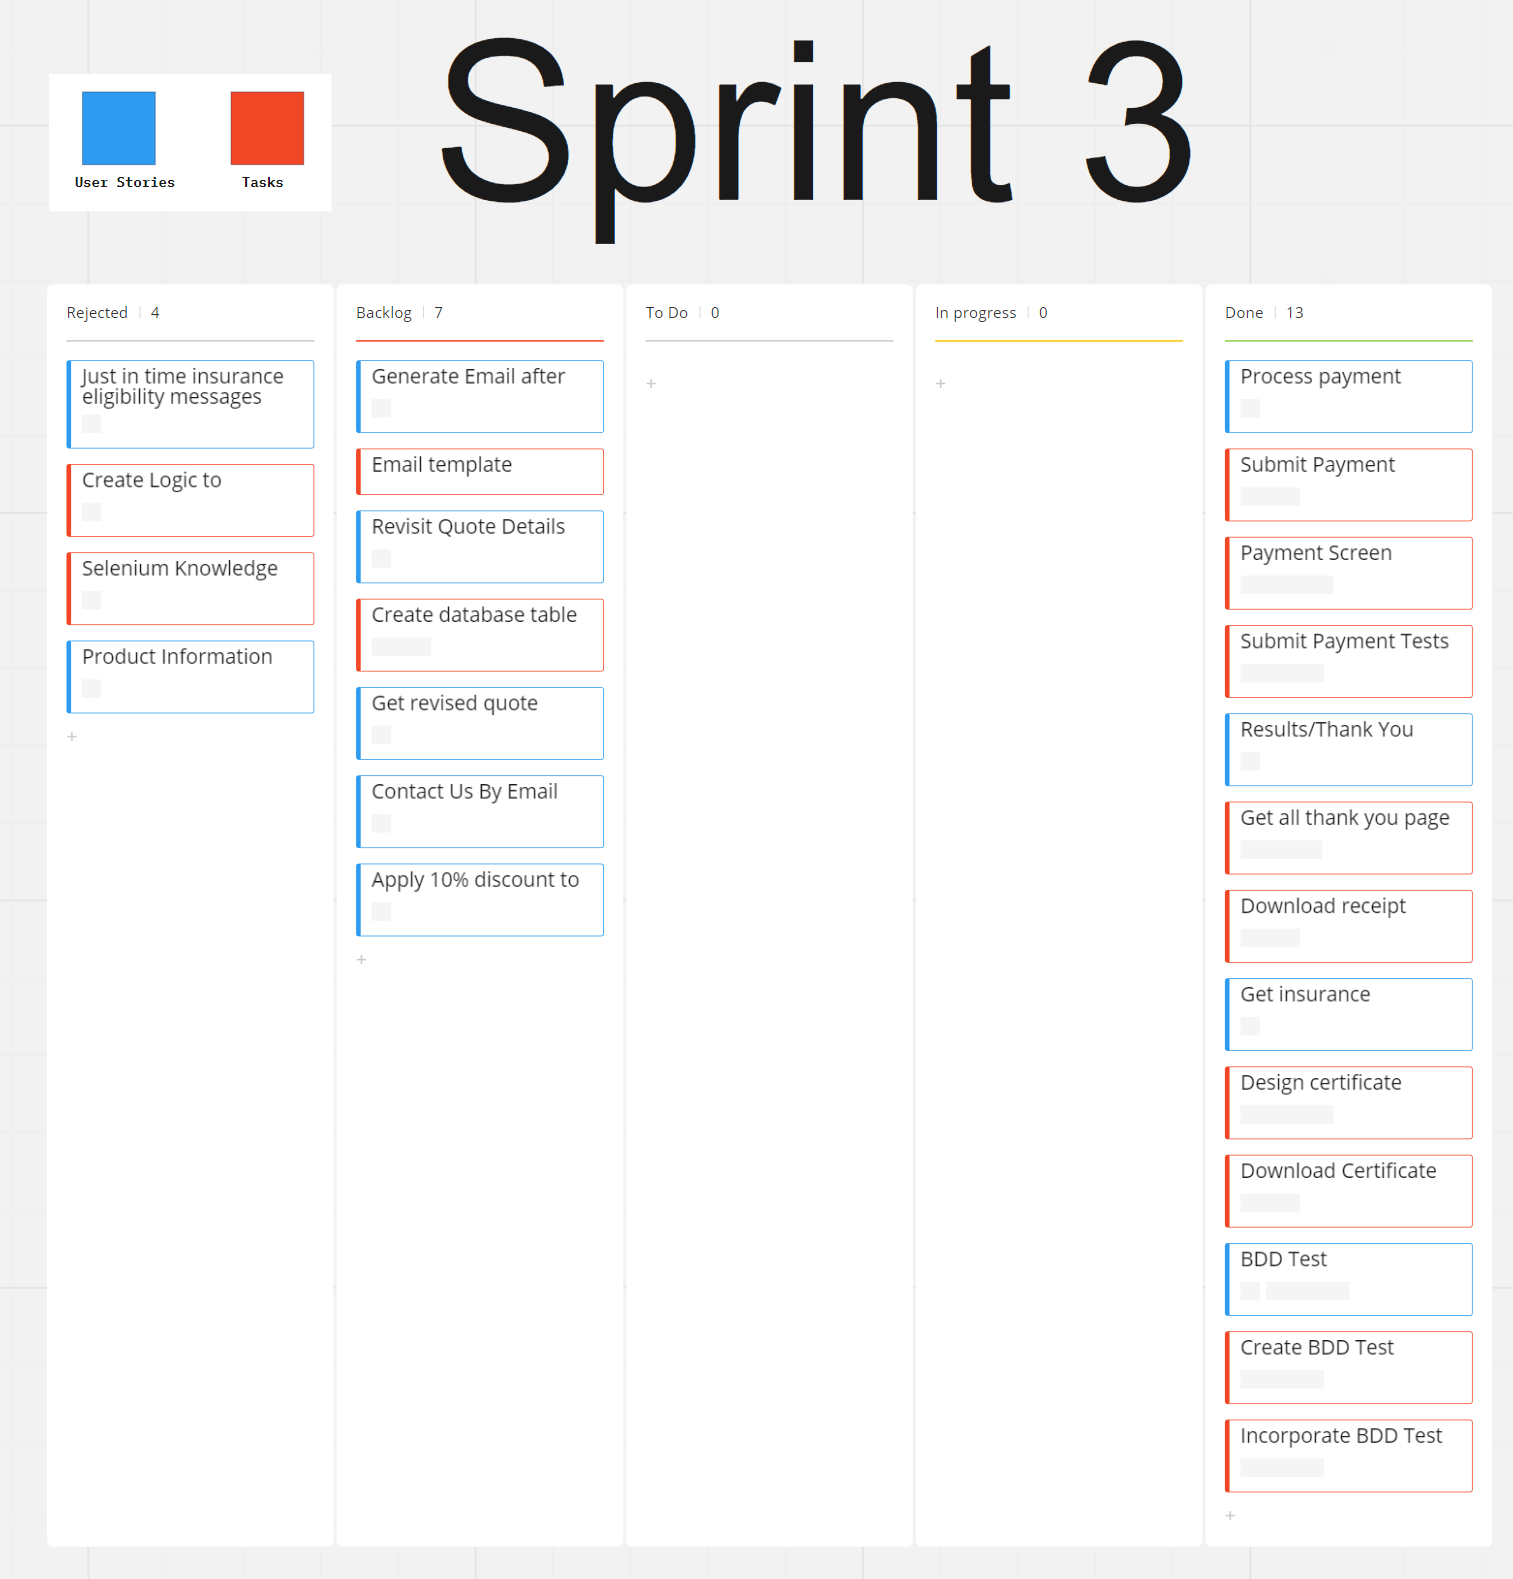 Sprint 3
User Stories
Tasks
Rejected 4
Just in time insurance
eligibility messages
Create Logic to
Selenium Knowledge
Product Information
Backlog 7
Generate Email after
Email template
Revisit Quote Details
Create database table
Get revised quote
Contact Us By Email
Apply 10% discount to
To Do 0
In progress 0
Done 13
Process payment
Submit Payment
Payment Screen
Submit Payment Tests
Results/Thank You
Get all thank you page
Download receipt
Get insurance
Design certificate
Download Certificate
BDD Test
Create BDD Test
Incorporate BDD Test